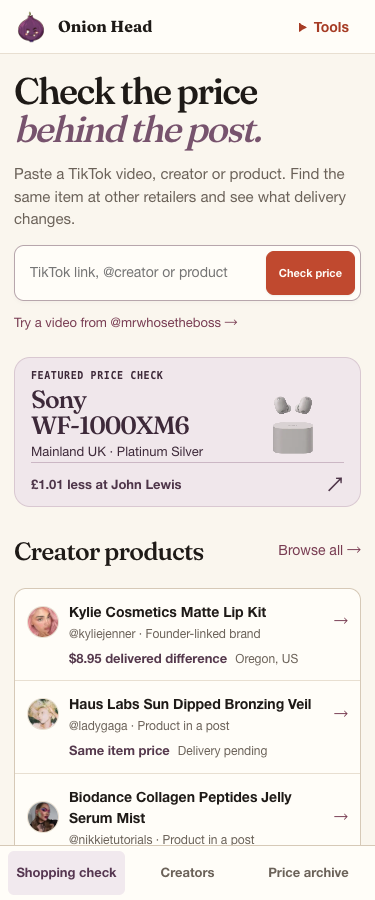 Onion Head
▶ Tools
Check the price
behind the post.
Paste a TikTok video, creator or product. Find the
same item at other retailers and see what delivery
changes.
TikTok link, @creator or product
Check price
Try a video from @mrwhosetheboss →
FEATURED PRICE CHECK
Sony
WF-1000XM6
Mainland UK · Platinum Silver
£1.01 less at John Lewis ↗
Creator products
Browse all →
Kylie Cosmetics Matte Lip Kit
@kyliejenner · Founder-linked brand
$8.95 delivered difference Oregon, US
→
Haus Labs Sun Dipped Bronzing Veil
@ladygaga · Product in a post
Same item price Delivery pending
→
Biodance Collagen Peptides Jelly
Serum Mist
@nikkietutorials · Product in a post
→
Shopping check
Creators
Price archive